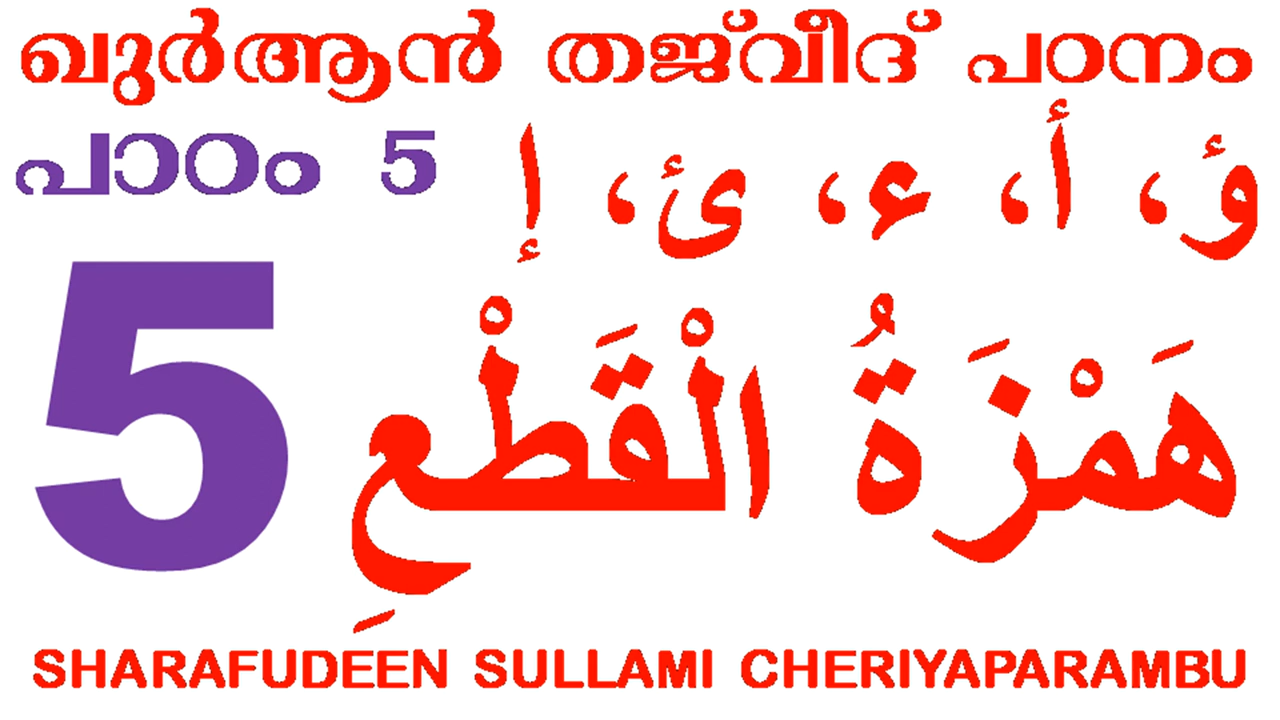 ഖുർആൻ തജ്‌വീദ് പഠനം
പാഠം 5
ؤ ، أ ، ء ، ئ ، إ
5
هَمْزَةُ الْقَطْعِ
SHARAFUDEEN SULLAMI CHERIYAPARAMBU